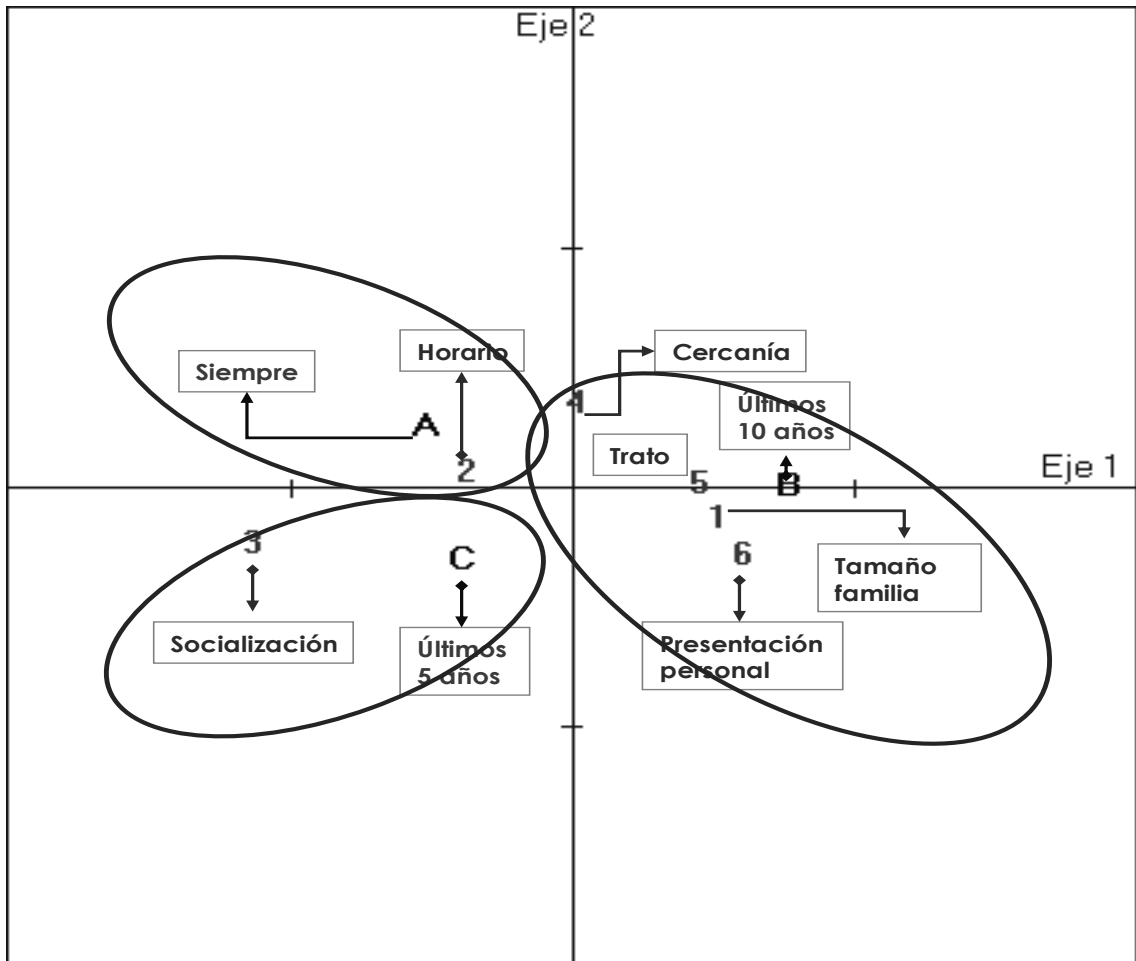 Eje 2
Horario
Cercanía
Siempre
Últimos
10 años
4
A
Trato
2
5
B
Eje 1
1
3
C
6
Tamaño
familia
Socialización
Últimos
5 años
Presentación
personal